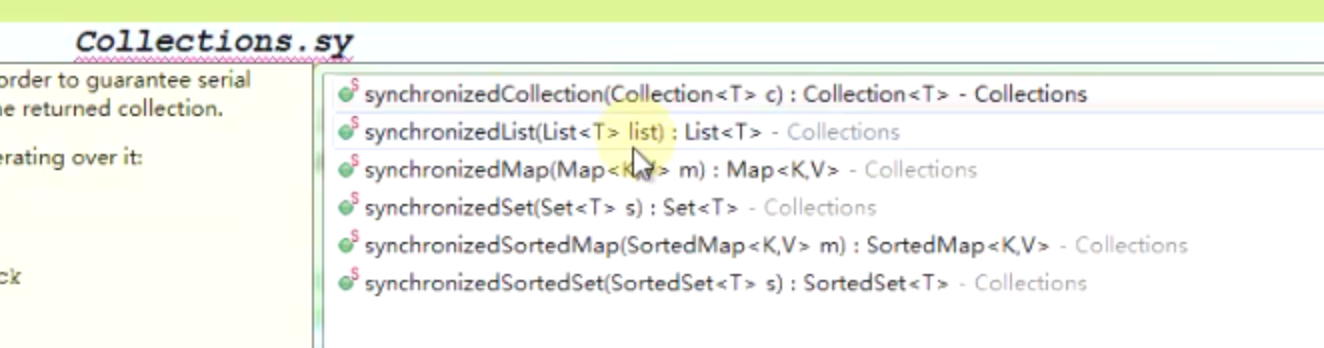 Collections.sy
order to guarantee serial
returned collection.
erating over it:
ck
synchronizedCollection(Collection<T> c) : Collection<T> - Collections
synchronizedList(List<T> list) : List<T> - Collections
synchronizedMap(Map<K,V> m) : Map<K,V> - Collections
synchronizedSet(Set<T> s) : Set<T> - Collections
synchronizedSortedMap(SortedMap<K,V> m) : SortedMap<K,V> - Collections
synchronizedSortedSet(SortedSet<T> s) : SortedSet<T> - Collections